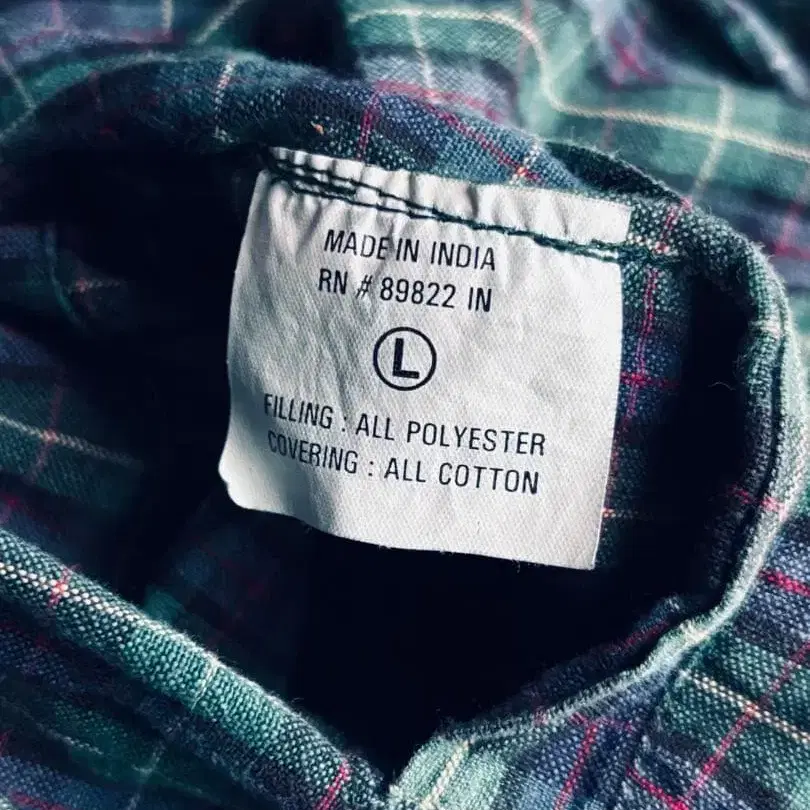 MADE IN INDIA
RN # 89822 IN
L
FILLING : ALL POLYESTER
COVERING : ALL COTTON